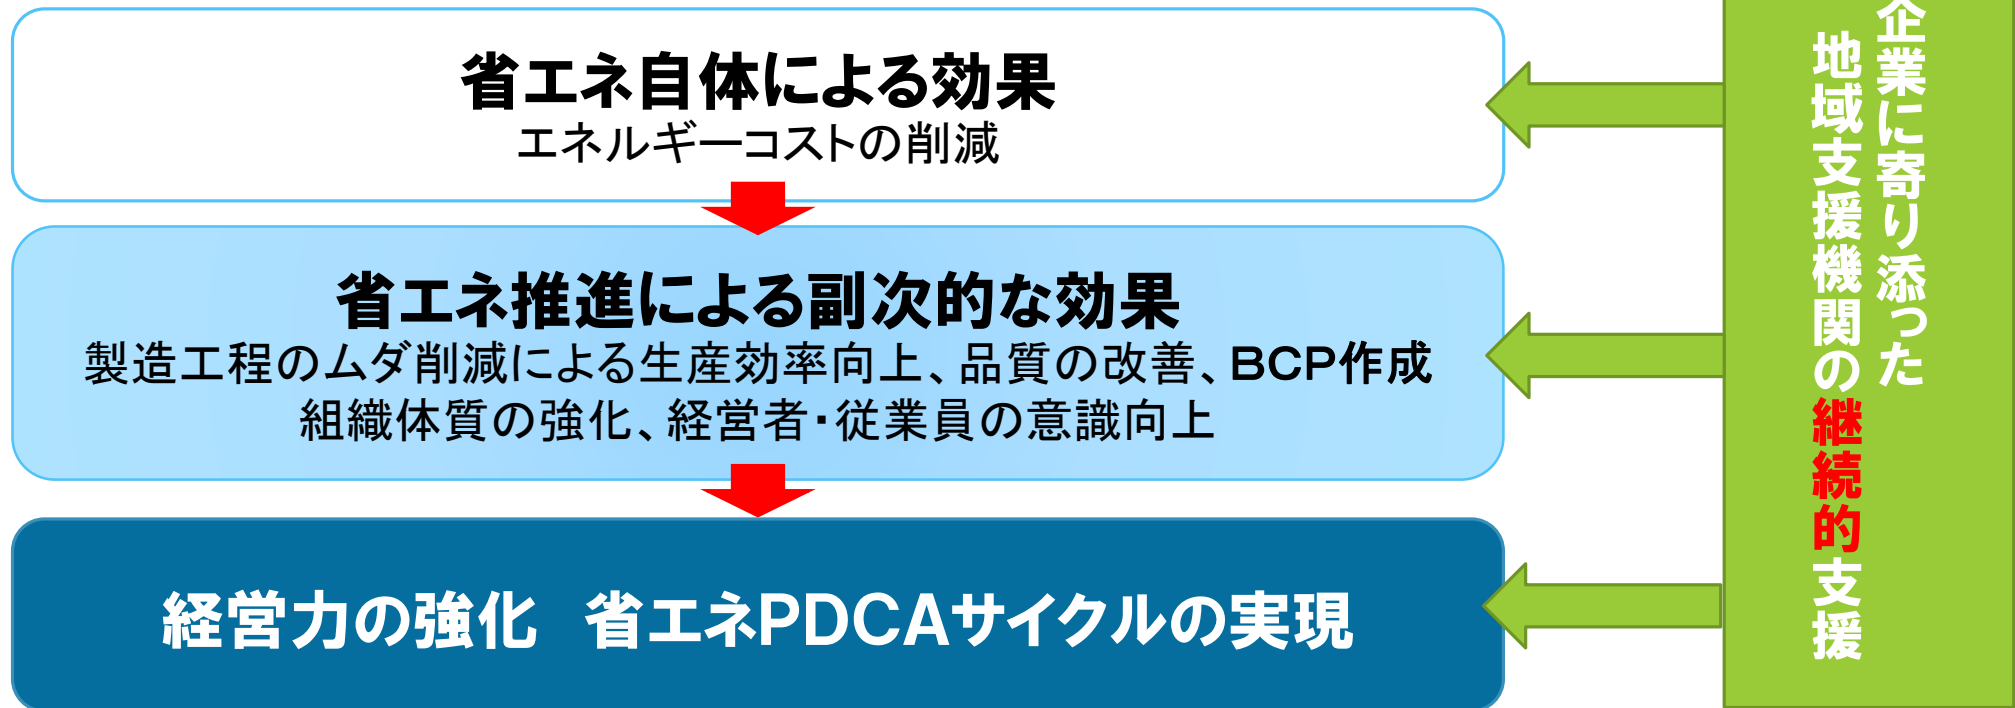 省エネ自体による効果
エネルギーコストの削減
省エネ推進による副次的な効果
製造工程のムダ削減による生産効率向上、品質の改善、BCP作成
組織体質の強化、経営者・従業員の意識向上
経営力の強化　省エネPDCAサイクルの実現
企業に寄り添った
地域支援機関の継続的支援